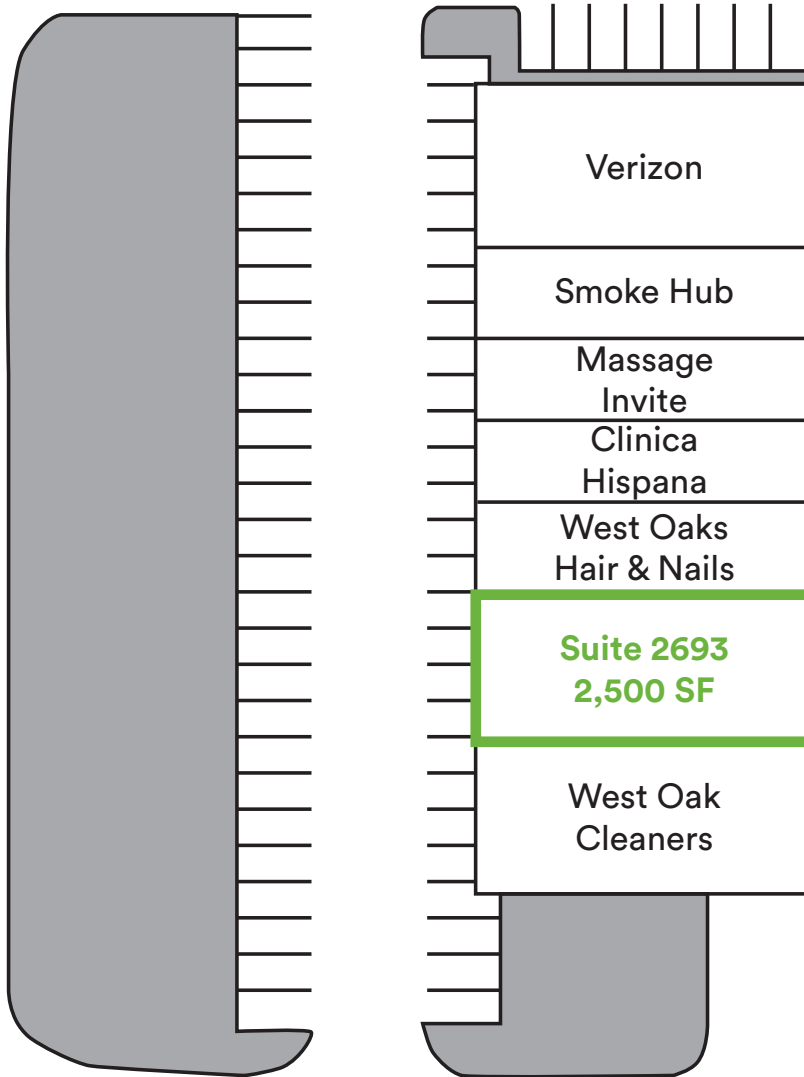 Verizon
Smoke Hub
Massage
Invite
Clinica
Hispana
West Oaks
Hair & Nails
Suite 2693
2,500 SF
West Oak
Cleaners